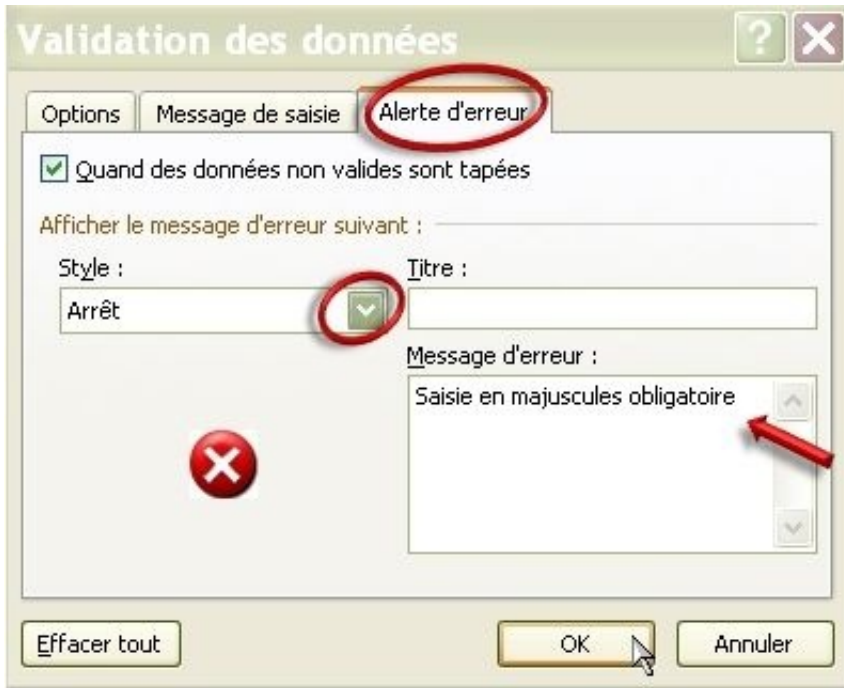 Validation des données
Options
Message de saisie
Alerte d'erreur
Quand des données non valides sont tapées
Afficher le message d'erreur suivant :
Style :
Titre :
Arrêt
Message d'erreur :
Saisie en majuscules obligatoire
Effacer tout
OK
Annuler